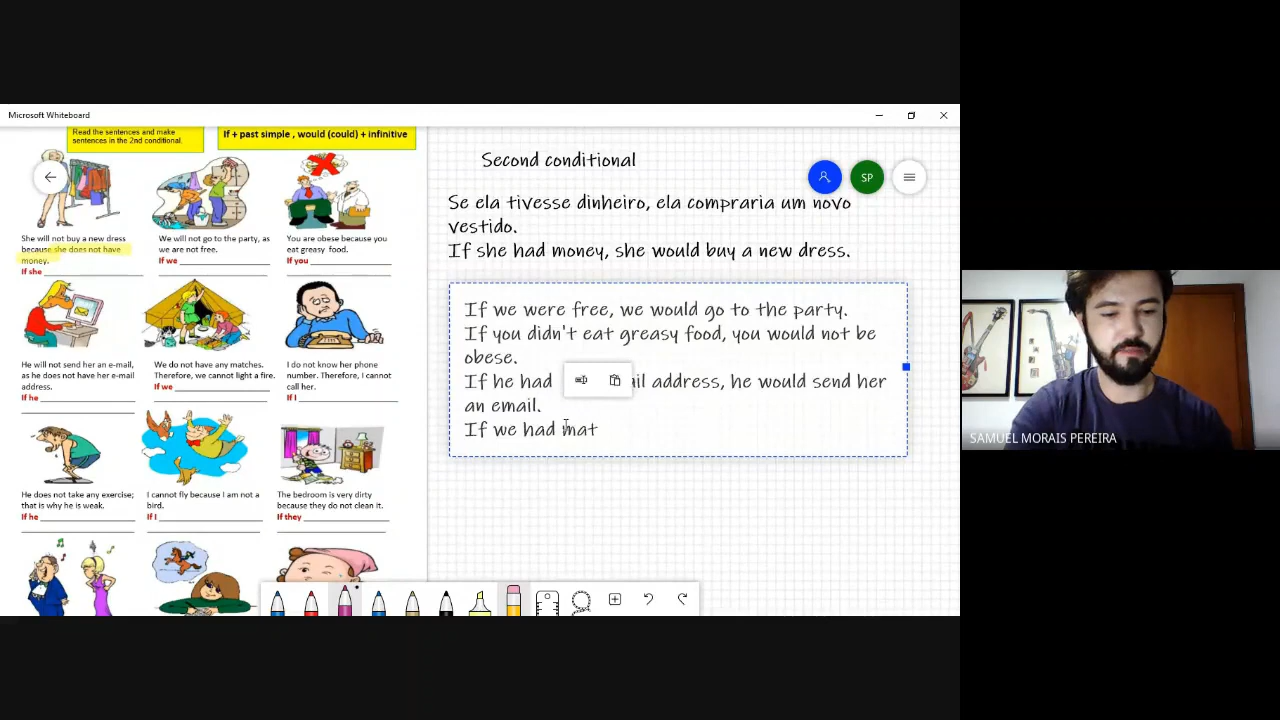 Microsoft Whiteboard
Read the sentences and make
sentences in the 2nd conditional.
If + past simple , would (could) + infinitive
She will not buy a new dress
because she does not have
money.
If she
We will not go to the party, as
we are not free.
If we
You are obese because you
eat greasy food.
If you
He will not send her an e-mail,
as he does not have her e-mail
address.
If he
We do not have any matches.
Therefore, we cannot light a fire.
If we
I do not know her phone
number. Therefore, I cannot
call her.
If I
He does not take any exercise;
that is why he is weak.
If he
I cannot fly because I am not a
bird.
If I
The bedroom is very dirty
because they do not clean it.
If they
Second conditional
SP
Se ela tivesse dinheiro, ela compraria um novo
vestido.
If she had money, she would buy a new dress.
If we were free, we would go to the party.
If you didn't eat greasy food, you would not be
obese.
If he had address, he would send her
an email.
If we had mat
SAMUEL MORAIS PEREIRA